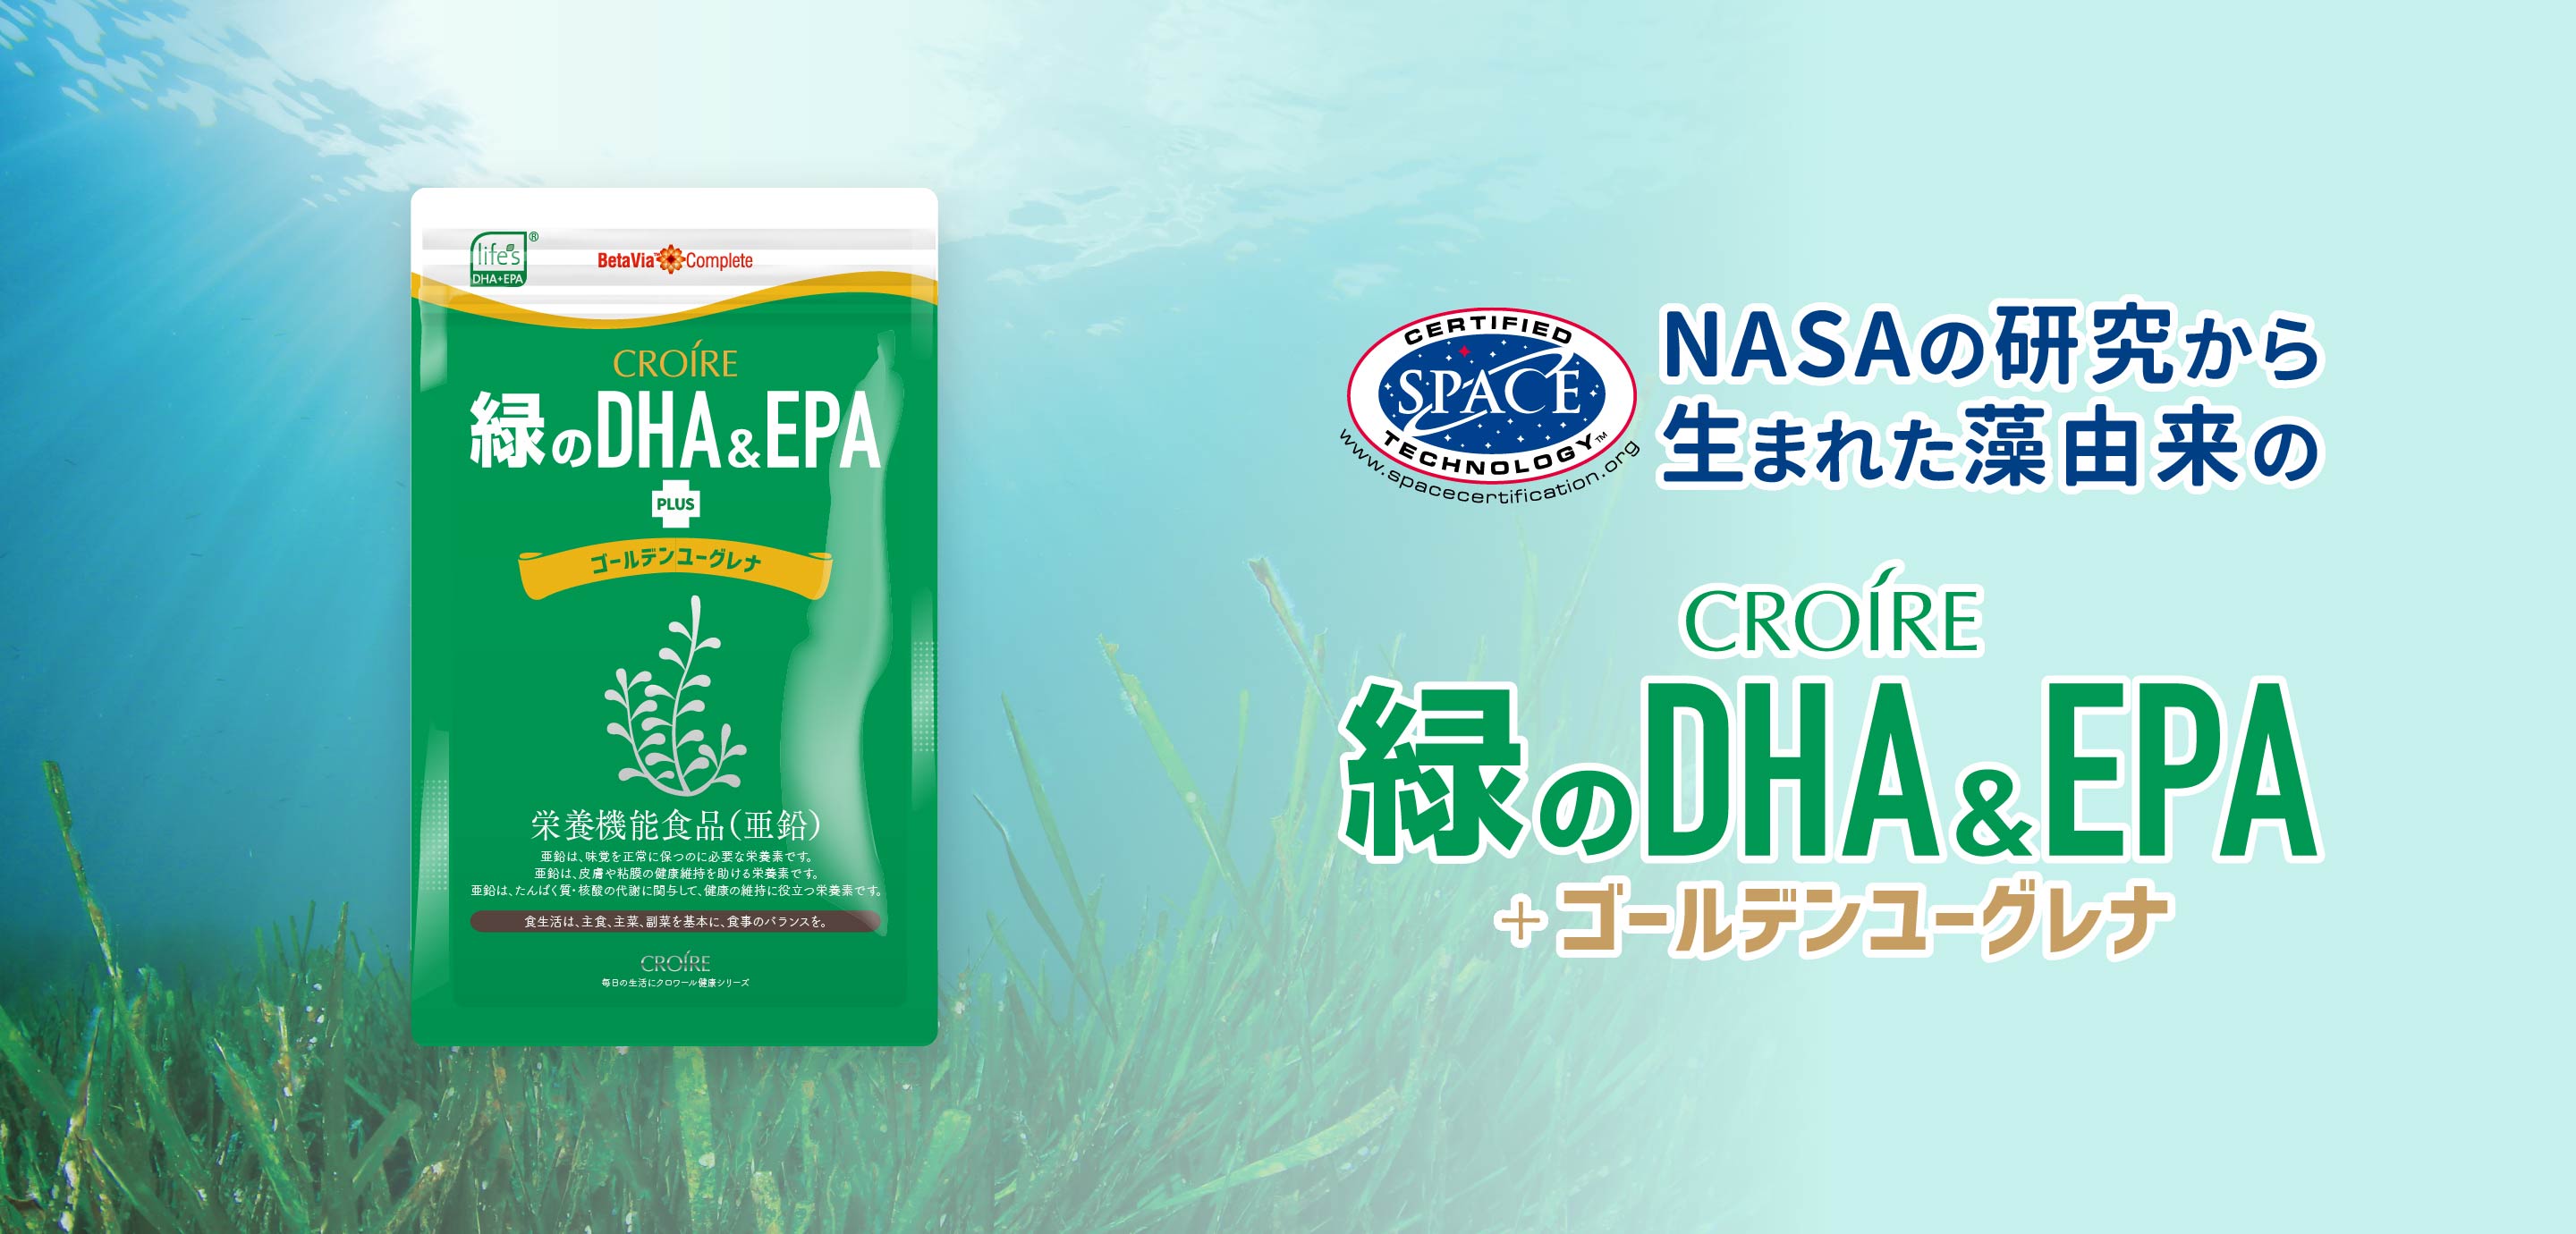 life's®
DHA+EPA
BetaVia™Complete
CROÍRE
緑のDHA&EPA
PLUS
ゴールデンユーグレナ
栄養機能食品(亜鉛)
亜鉛は、味覚を正常に保つのに必要な栄養素です。
亜鉛は、皮膚や粘膜の健康維持を助ける栄養素です。
亜鉛は、たんぱく質・核酸の代謝に関与して、健康の維持に役立つ栄養素です。
食生活は、主食、主菜、副菜を基本に、食事のバランスを。
CROÍRE
毎日の生活にクロワール健康シリーズ
CERTIFIED
SPACE
TECHNOLOGY™
www.spacecertification.org
NASAの研究から
生まれた藻由来の
CROÍRE
緑のDHA&EPA
+ゴールデンユーグレナ